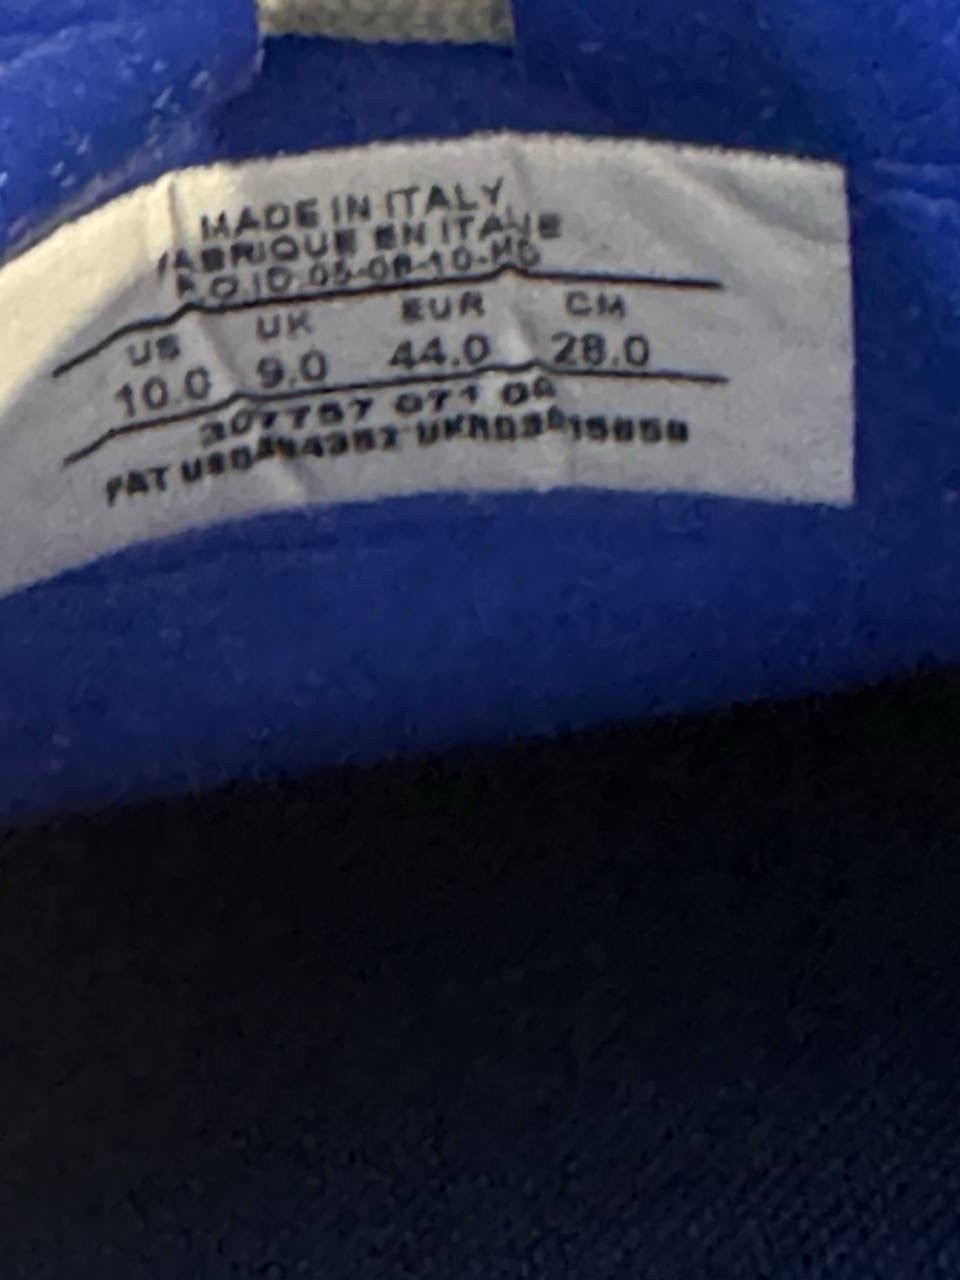 MADE IN ITALY
FABRIQUE EN ITALIE
US UK EUR CM
10.0 9.0 44.0 28.0
307757 071
PAT